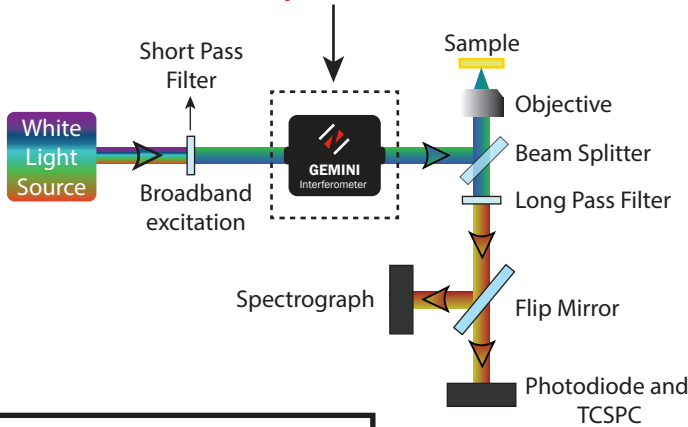 Sample
Short Pass
Filter
Objective
White
Light
Source
GEMINI
Interferometer
Beam Splitter
Broadband
excitation
Long Pass Filter
Spectrograph
Flip Mirror
Photodiode and
TCSPC